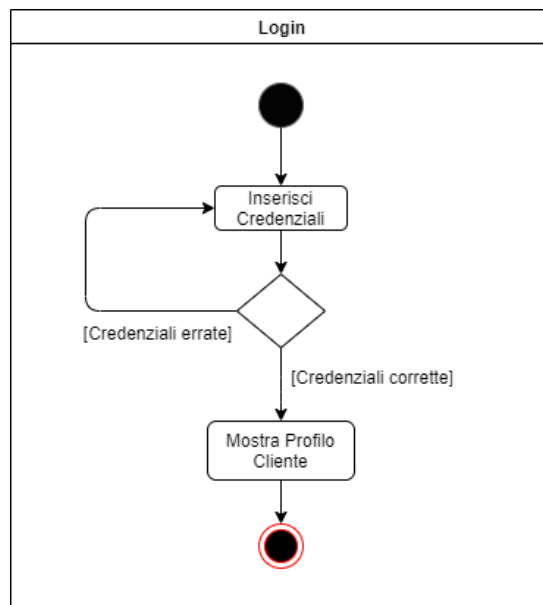 Login
Inserisci
Credenziali
[Credenziali errate]
[Credenziali corrette]
Mostra Profilo
Cliente